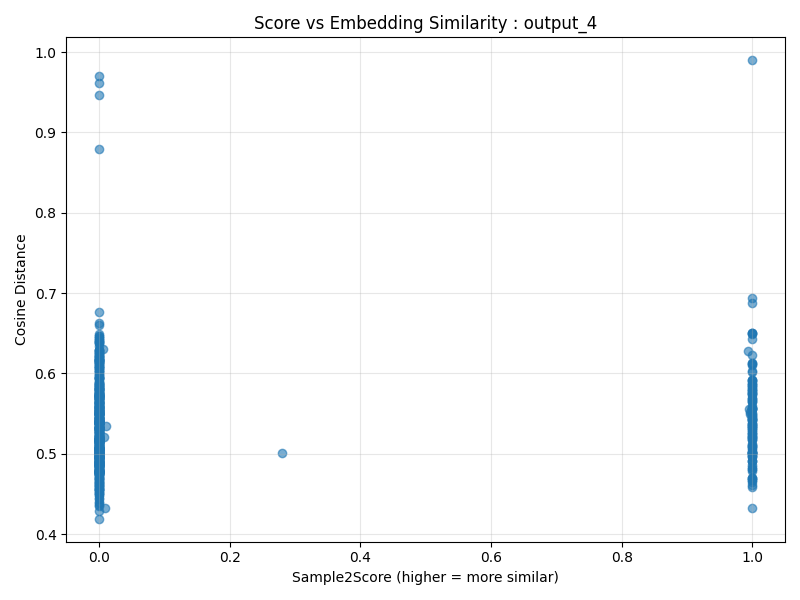 Score vs Embedding Similarity : output_4
1.0
0.9
0.8
0.7
0.6
0.5
0.4
Cosine Distance
0.0 0.2 0.4 0.6 0.8 1.0
Sample2Score (higher = more similar)